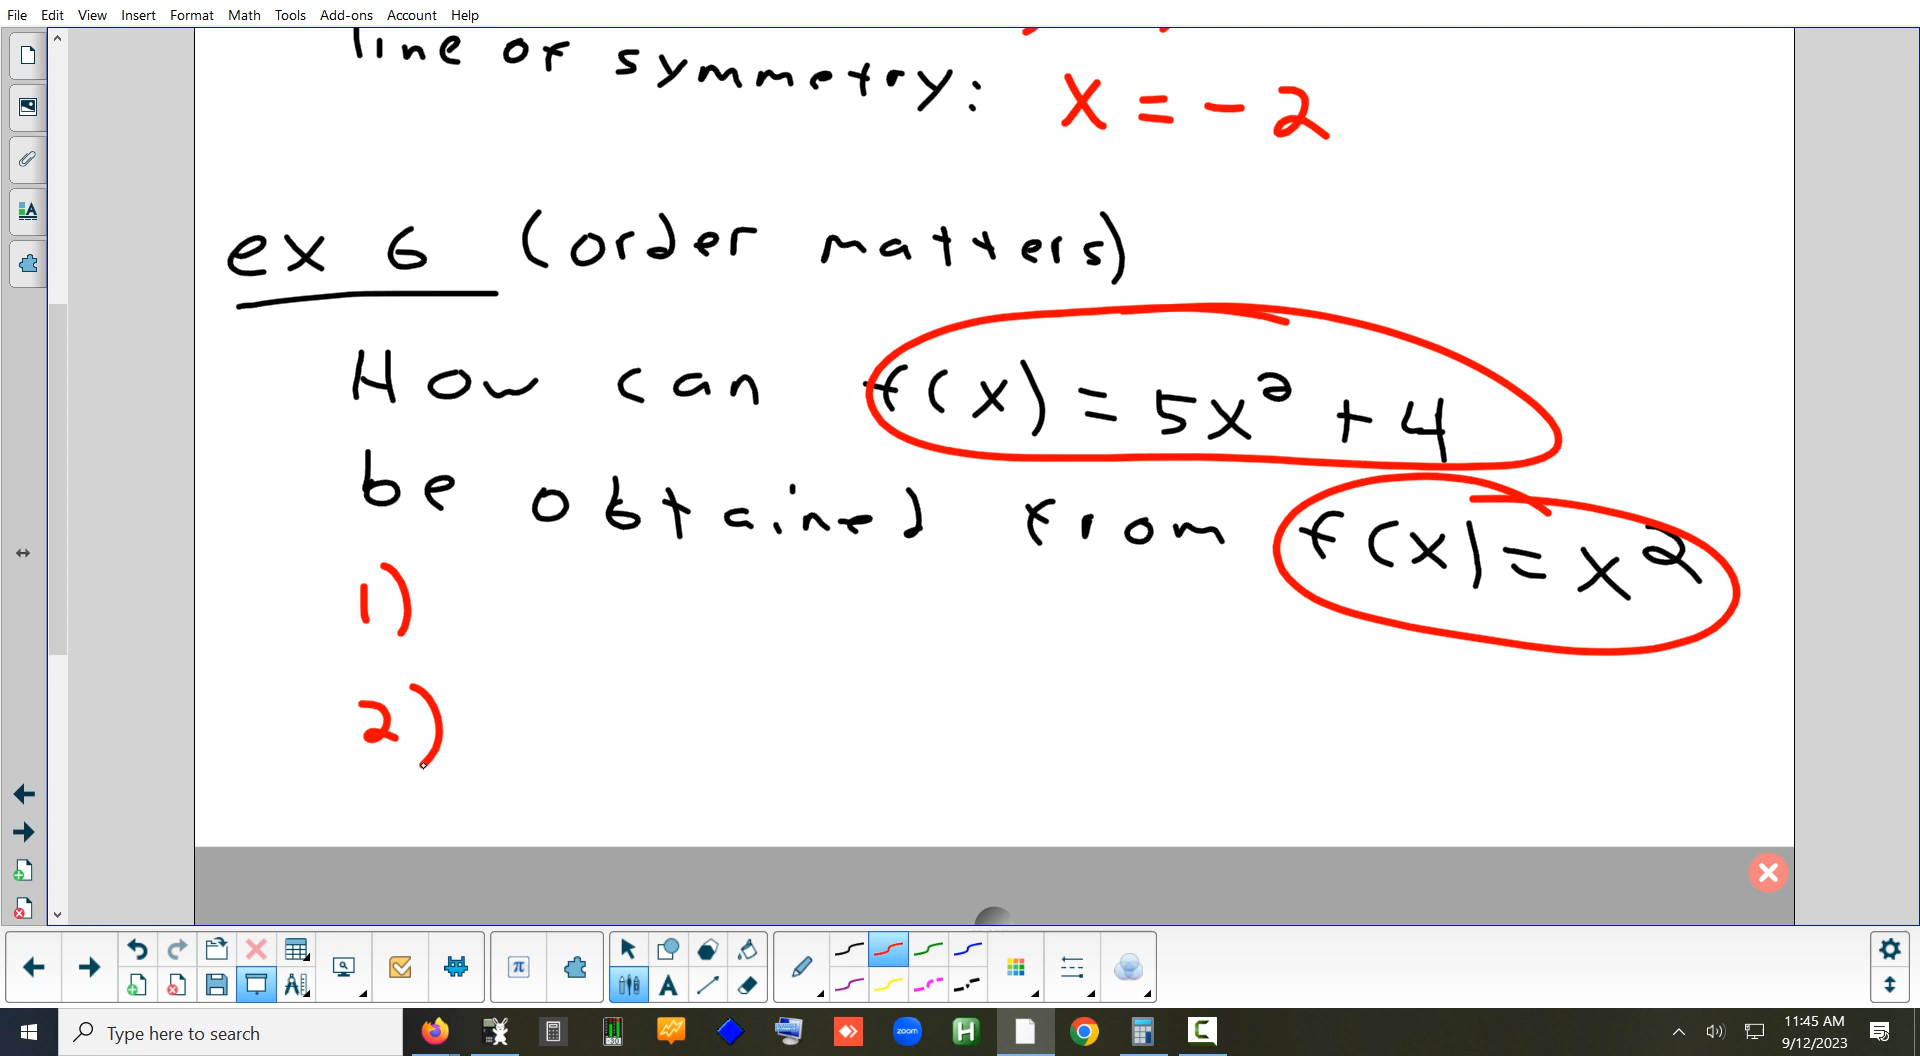 File Edit View Insert Format Math Tools Add-ons Account Help
line of symmetry: x = - 2
ex 6 (order matters)
How can f(x) = 5x² + 4
be obtained from f(x) = x²
1)
2)
π
A
Type here to search
zoom
H
C
11:45 AM
9/12/2023